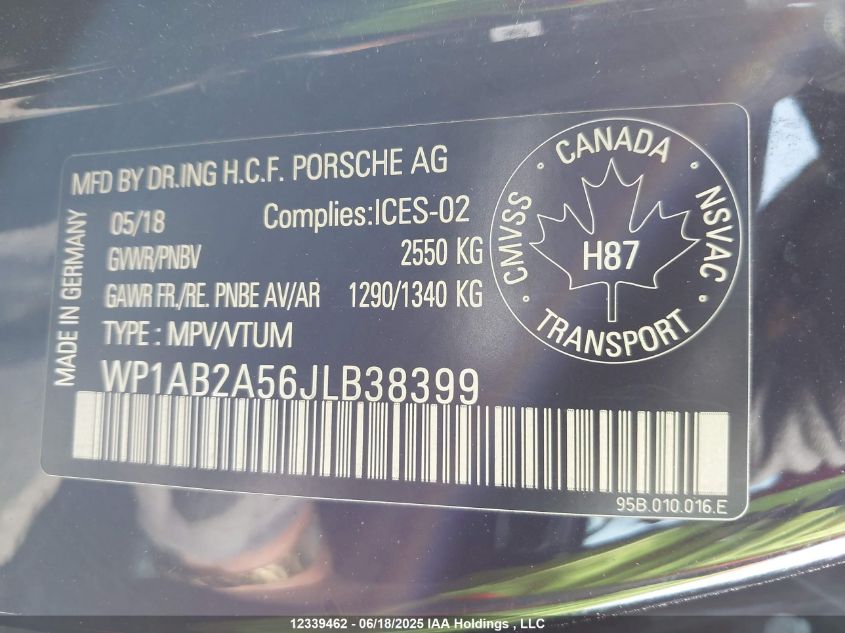 MFD BY DR.ING H.C.F. PORSCHE AG
05/18 Complies:ICES-02
GVWR/PNBV 2550 KG
GAWR FR./RE. PNBE AV/AR 1290/1340 KG
TYPE : MPV/VTUM
MADE IN GERMANY
CANADA
CMVSS
NSVAC
H87
TRANSPORT
WP1AB2A56JLB38399
95B.010.016.E
12339462 - 06/18/2025 IAA Holdings , LLC